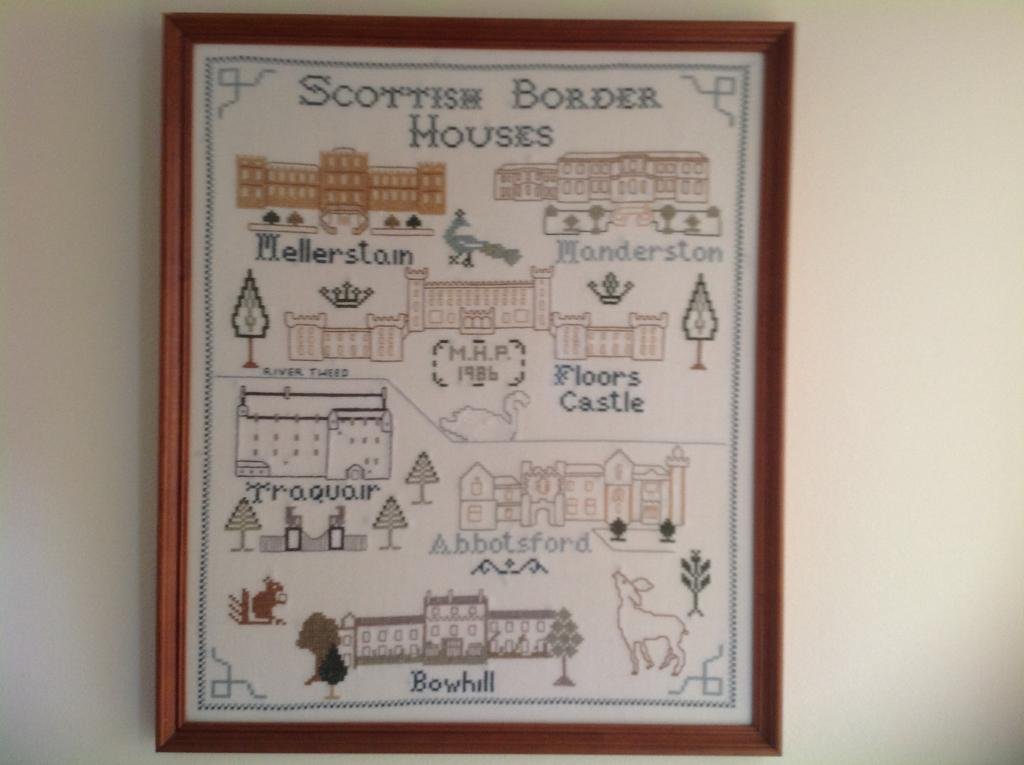 Scottish Border
Houses
Mellerstain
Manderston
M.H.P.
1986
Floors
Castle
RIVER TWEED
Traquair
Abbotsford
Bowhill